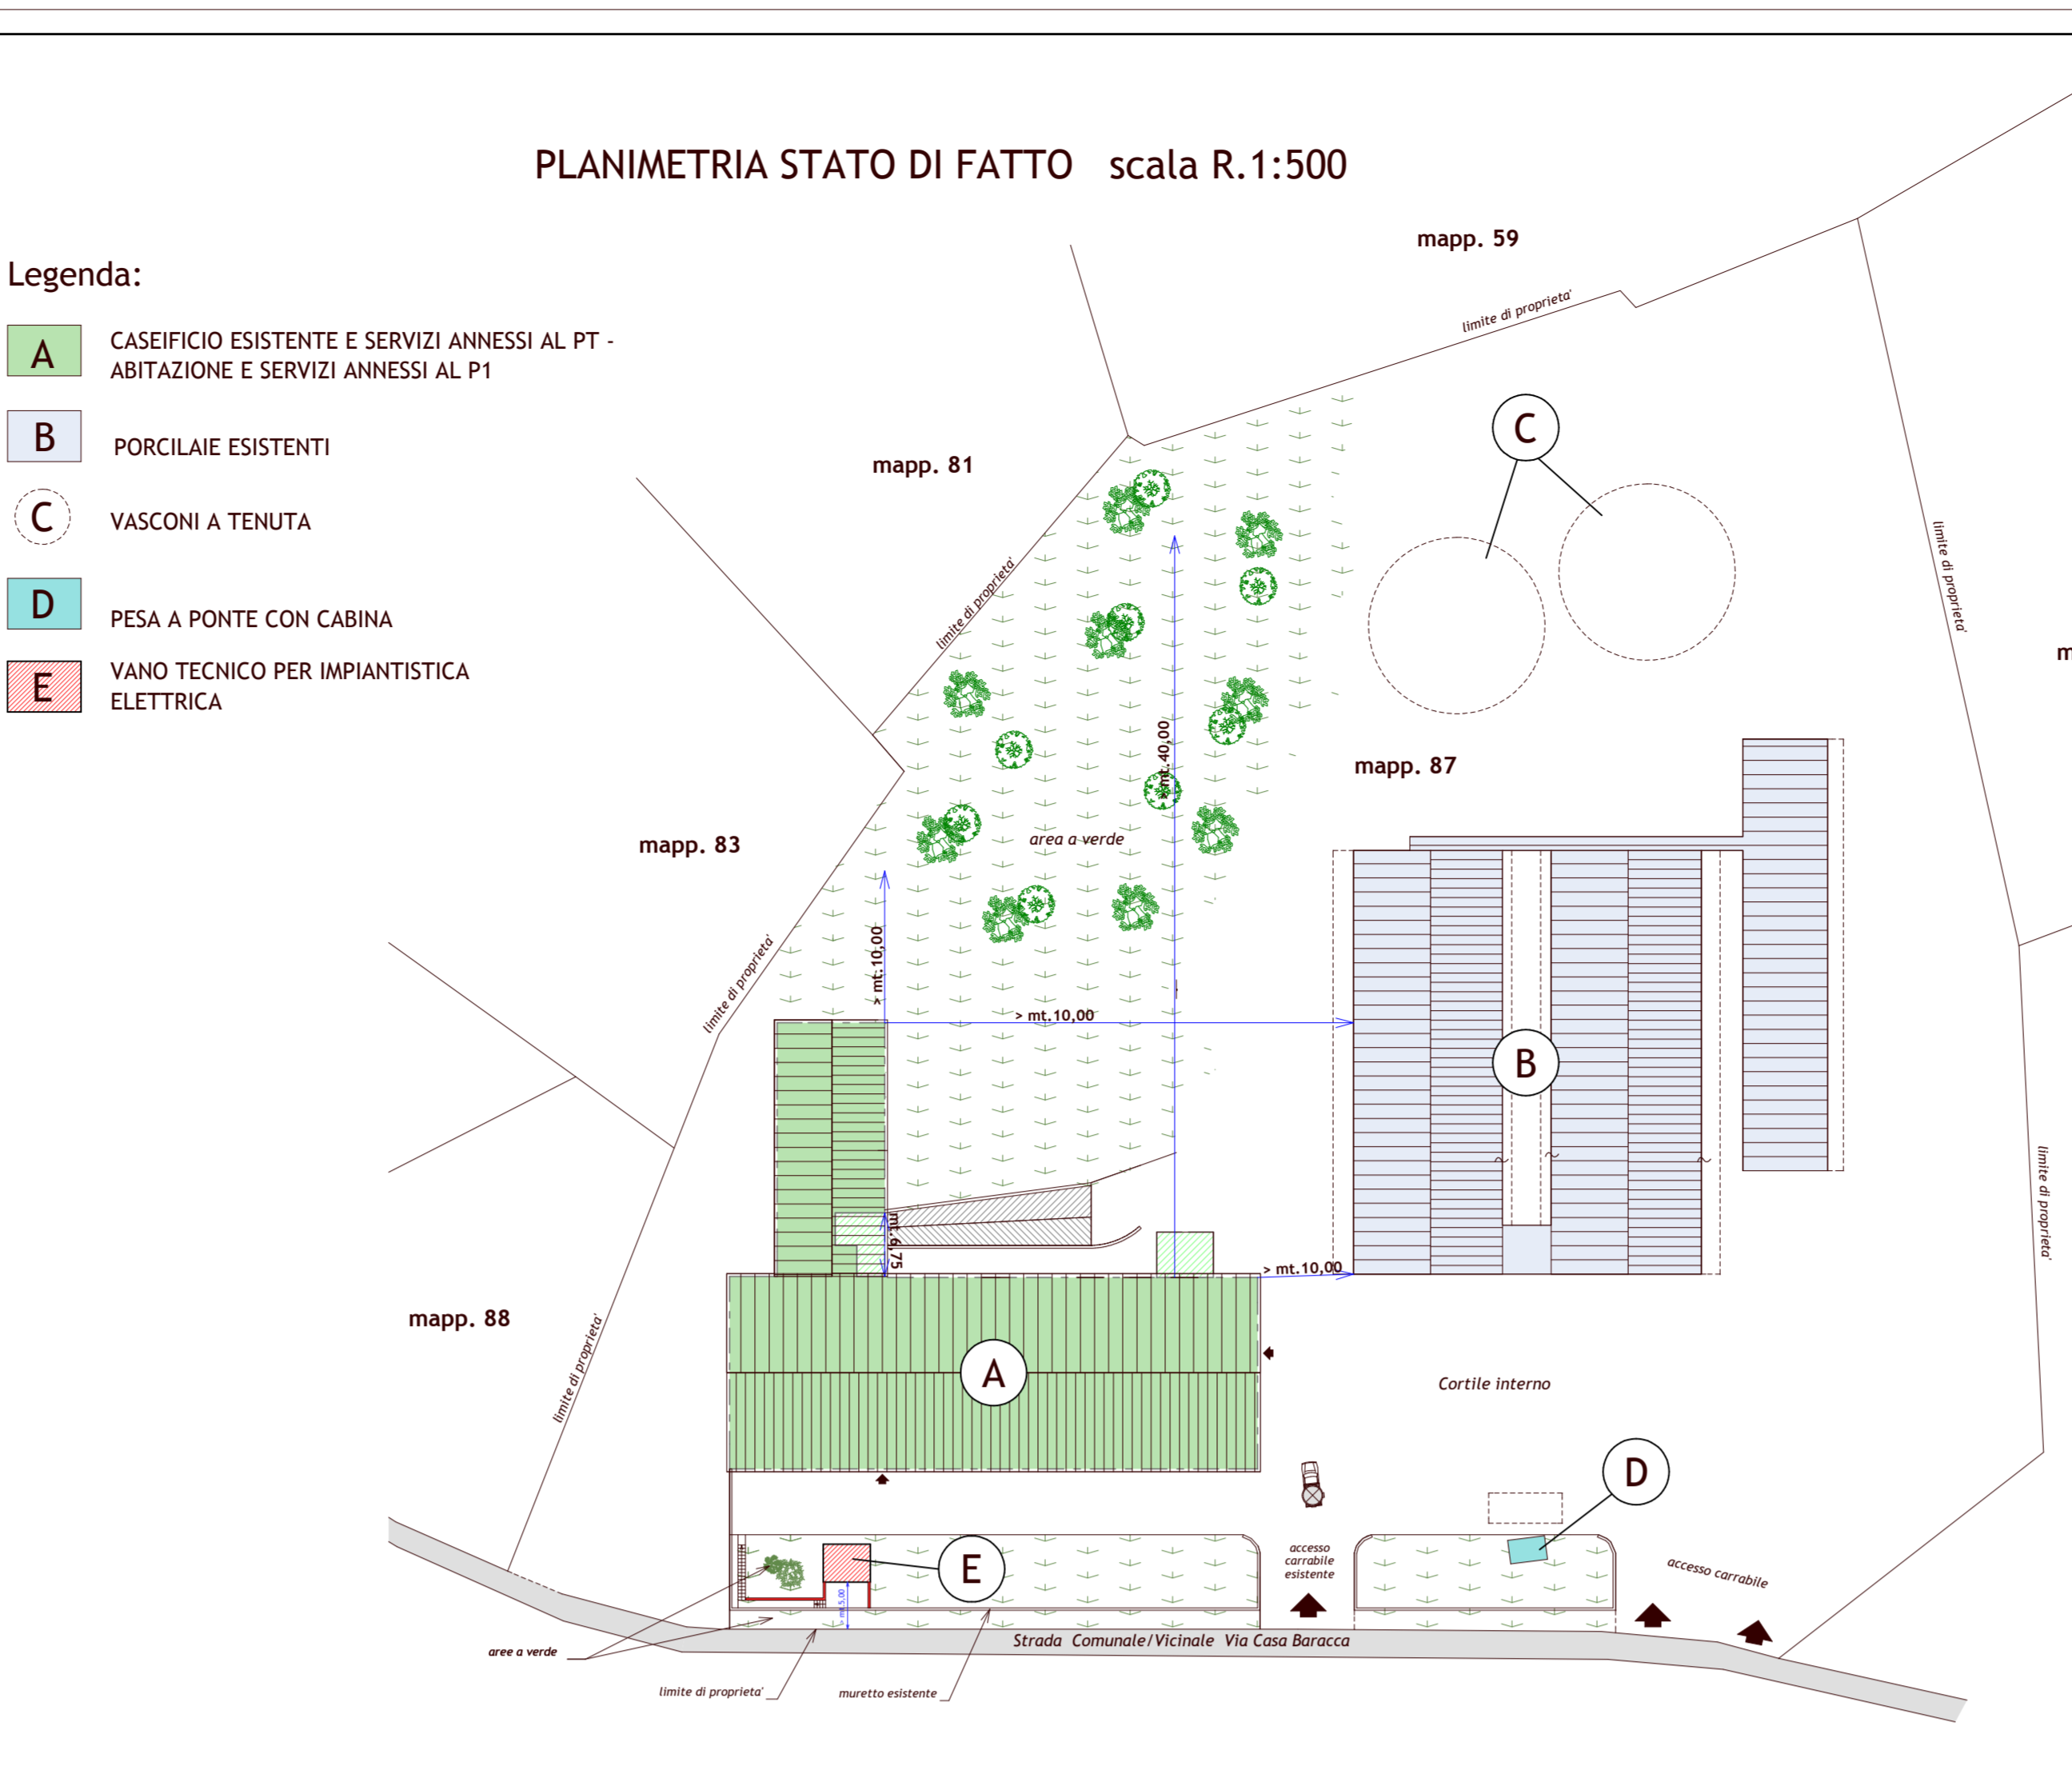 PLANIMETRIA STATO DI FATTO scala R.1:500
Legenda:
A
CASEIFICIO ESISTENTE E SERVIZI ANNESSI AL PT -
ABITAZIONE E SERVIZI ANNESSI AL P1
B
PORCILAIE ESISTENTI
C
VASCONI A TENUTA
D
PESA A PONTE CON CABINA
E
VANO TECNICO PER IMPIANTISTICA
ELETTRICA
mapp. 59
limite di proprieta'
mapp. 81
C
limite di proprieta'
limite di proprieta'
m
> mt.40,00
mapp. 87
mapp. 83
area a verde
> mt.10,00
limite di proprieta'
> mt.10,00
B
mt.6,75
> mt.10,00
limite di proprieta'
mapp. 88
limite di proprieta'
A
Cortile interno
D
E
accesso
carrabile
esistente
accesso carrabile
> mt.5,00
Strada Comunale/Vicinale Via Casa Baracca
aree a verde
limite di proprieta'
muretto esistente